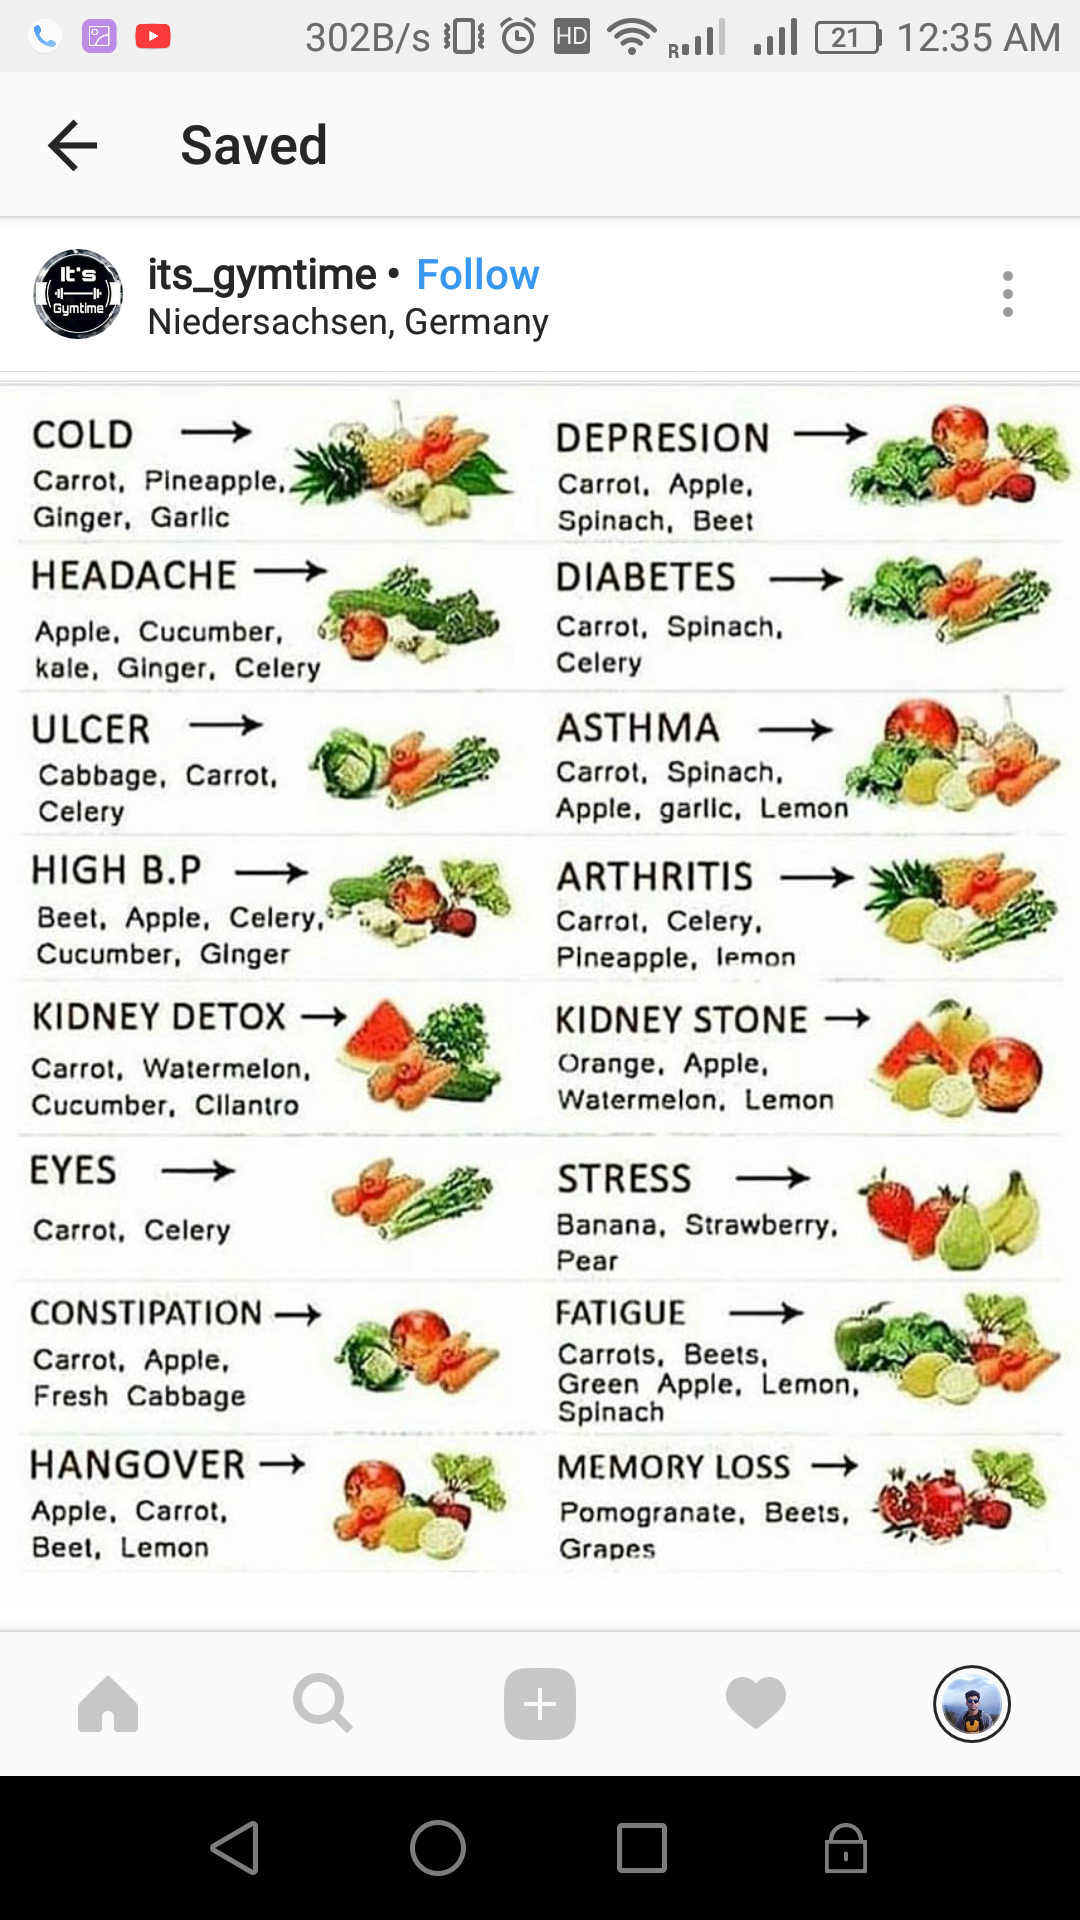 302B/s HD R 21 12:35 AM
Saved
It's
Gymtime
its_gymtime • Follow
Niedersachsen, Germany
COLD
Carrot, Pineapple,
Ginger, Garlic
DEPRESION
Carrot, Apple,
Spinach, Beet
HEADACHE
Apple, Cucumber,
kale, Ginger, Celery
DIABETES
Carrot, Spinach,
Celery
ULCER
Cabbage, Carrot,
Celery
ASTHMA
Carrot, Spinach,
Apple, garlic, Lemon
HIGH B.P
Beet, Apple, Celery,
Cucumber, Ginger
ARTHRITIS
Carrot, Celery,
Pineapple, lemon
KIDNEY DETOX
Carrot, Watermelon,
Cucumber, Cilantro
KIDNEY STONE
Orange, Apple,
Watermelon, Lemon
EYES
Carrot, Celery
STRESS
Banana, Strawberry,
Pear
CONSTIPATION
Carrot, Apple,
Fresh Cabbage
FATIGUE
Carrots, Beets,
Green Apple, Lemon,
Spinach
HANGOVER
Apple, Carrot,
Beet, Lemon
MEMORY LOSS
Pomogranate, Beets,
Grapes